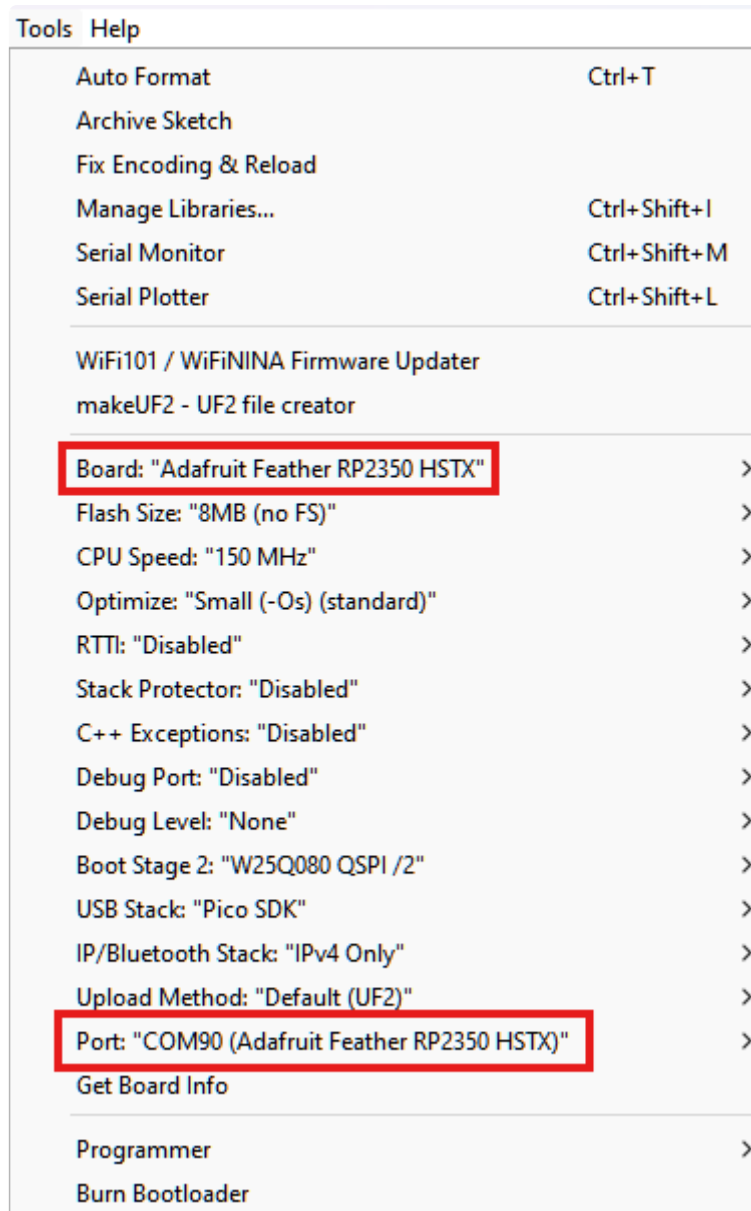 Tools Help
Auto Format Ctrl+T
Archive Sketch
Fix Encoding & Reload
Manage Libraries... Ctrl+Shift+I
Serial Monitor Ctrl+Shift+M
Serial Plotter Ctrl+Shift+L
WiFi101 / WiFiNINA Firmware Updater
makeUF2 - UF2 file creator
Board: "Adafruit Feather RP2350 HSTX"
Flash Size: "8MB (no FS)"
CPU Speed: "150 MHz"
Optimize: "Small (-Os) (standard)"
RTTI: "Disabled"
Stack Protector: "Disabled"
C++ Exceptions: "Disabled"
Debug Port: "Disabled"
Debug Level: "None"
Boot Stage 2: "W25Q080 QSPI /2"
USB Stack: "Pico SDK"
IP/Bluetooth Stack: "IPv4 Only"
Upload Method: "Default (UF2)"
Port: "COM90 (Adafruit Feather RP2350 HSTX)"
Get Board Info
Programmer
Burn Bootloader